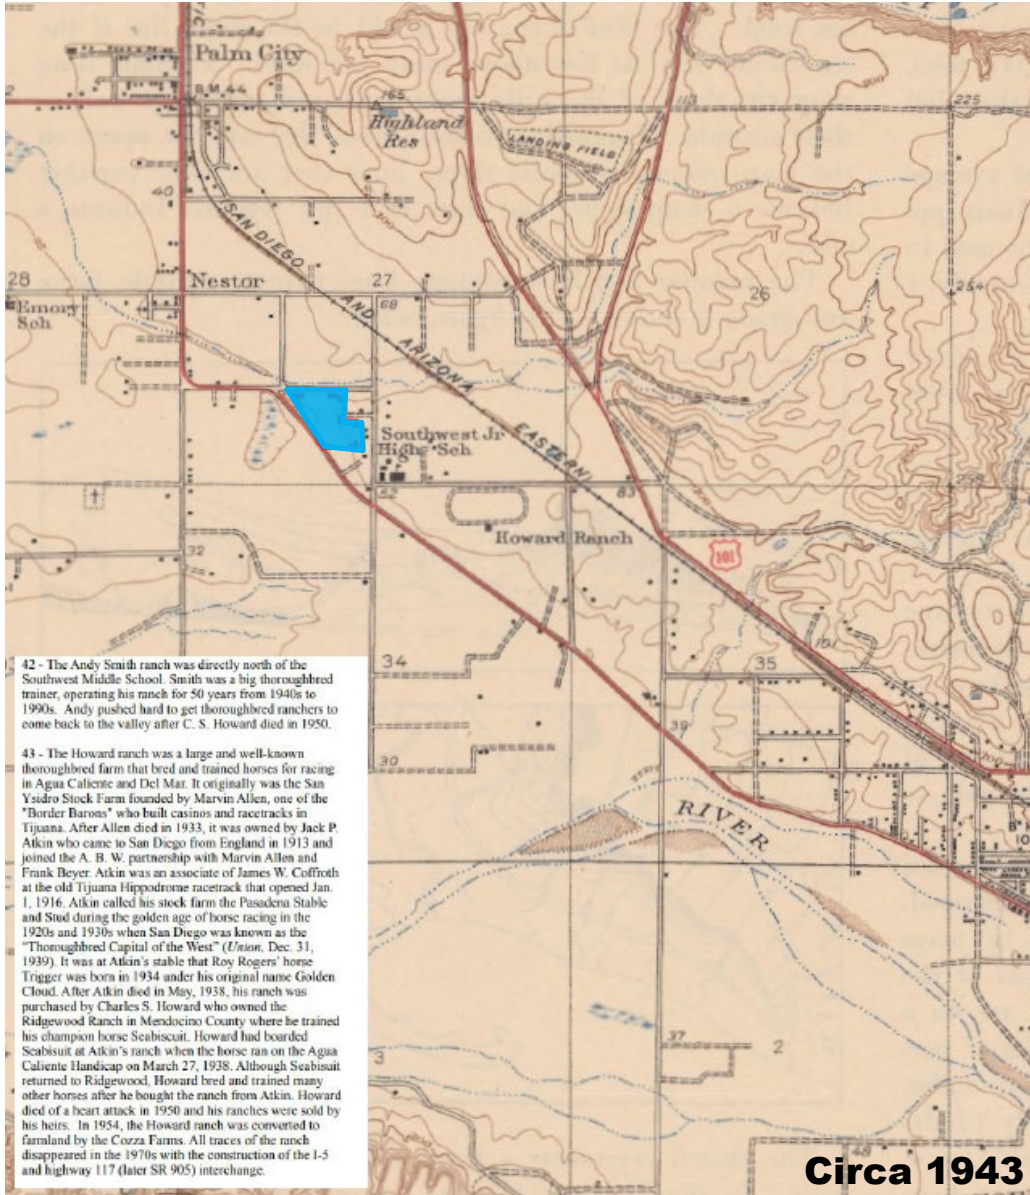 Palm City
B.M. 44
165
Highland
Res
LANDING FIELD
113
225
40
SAN DIEGO AND ARIZONA EASTERN
100
200
28
Nestor
27
26
254
Emory
Sch
68
Southwest Jr
High Sch
52
83
258
Howard Ranch
101
32
34
35
39
30
100
RIVER
37
2
3
48
42 - The Andy Smith ranch was directly north of the
Southwest Middle School. Smith was a big thoroughbred
trainer, operating his ranch for 50 years from 1940s to
1990s. Andy pushed hard to get thoroughbred ranchers to
come back to the valley after C. S. Howard died in 1950.
43 - The Howard ranch was a large and well-known
thoroughbred farm that bred and trained horses for racing
in Agua Caliente and Del Mar. It originally was the San
Ysidro Stock Farm founded by Marvin Allen, one of the
"Border Barons" who built casinos and racetracks in
Tijuana. After Allen died in 1933, it was owned by Jack P.
Atkin who came to San Diego from England in 1913 and
joined the A. B. W. partnership with Marvin Allen and
Frank Beyer. Atkin was an associate of James W. Coffroth
at the old Tijuana Hippodrome racetrack that opened Jan.
1, 1916. Atkin called his stock farm the Pasadena Stable
and Stud during the golden age of horse racing in the
1920s and 1930s when San Diego was known as the
"Thoroughbred Capital of the West" (Union, Dec. 31,
1939). It was at Atkin's stable that Roy Rogers' horse
Trigger was born in 1934 under his original name Golden
Cloud. After Atkin died in May, 1938, his ranch was
purchased by Charles S. Howard who owned the
Ridgewood Ranch in Mendocino County where he trained
his champion horse Seabiscuit. Howard had boarded
Seabisuit at Atkin's ranch when the horse ran on the Agua
Caliente Handicap on March 27, 1938. Although Seabisuit
returned to Ridgewood, Howard bred and trained many
other horses after he bought the ranch from Atkin. Howard
died of a heart attack in 1950 and his ranches were sold by
his heirs. In 1954, the Howard ranch was converted to
farmland by the Cozza Farms. All traces of the ranch
disappeared in the 1970s with the construction of the I-5
and highway 117 (later SR 905) interchange.
Circa 1943